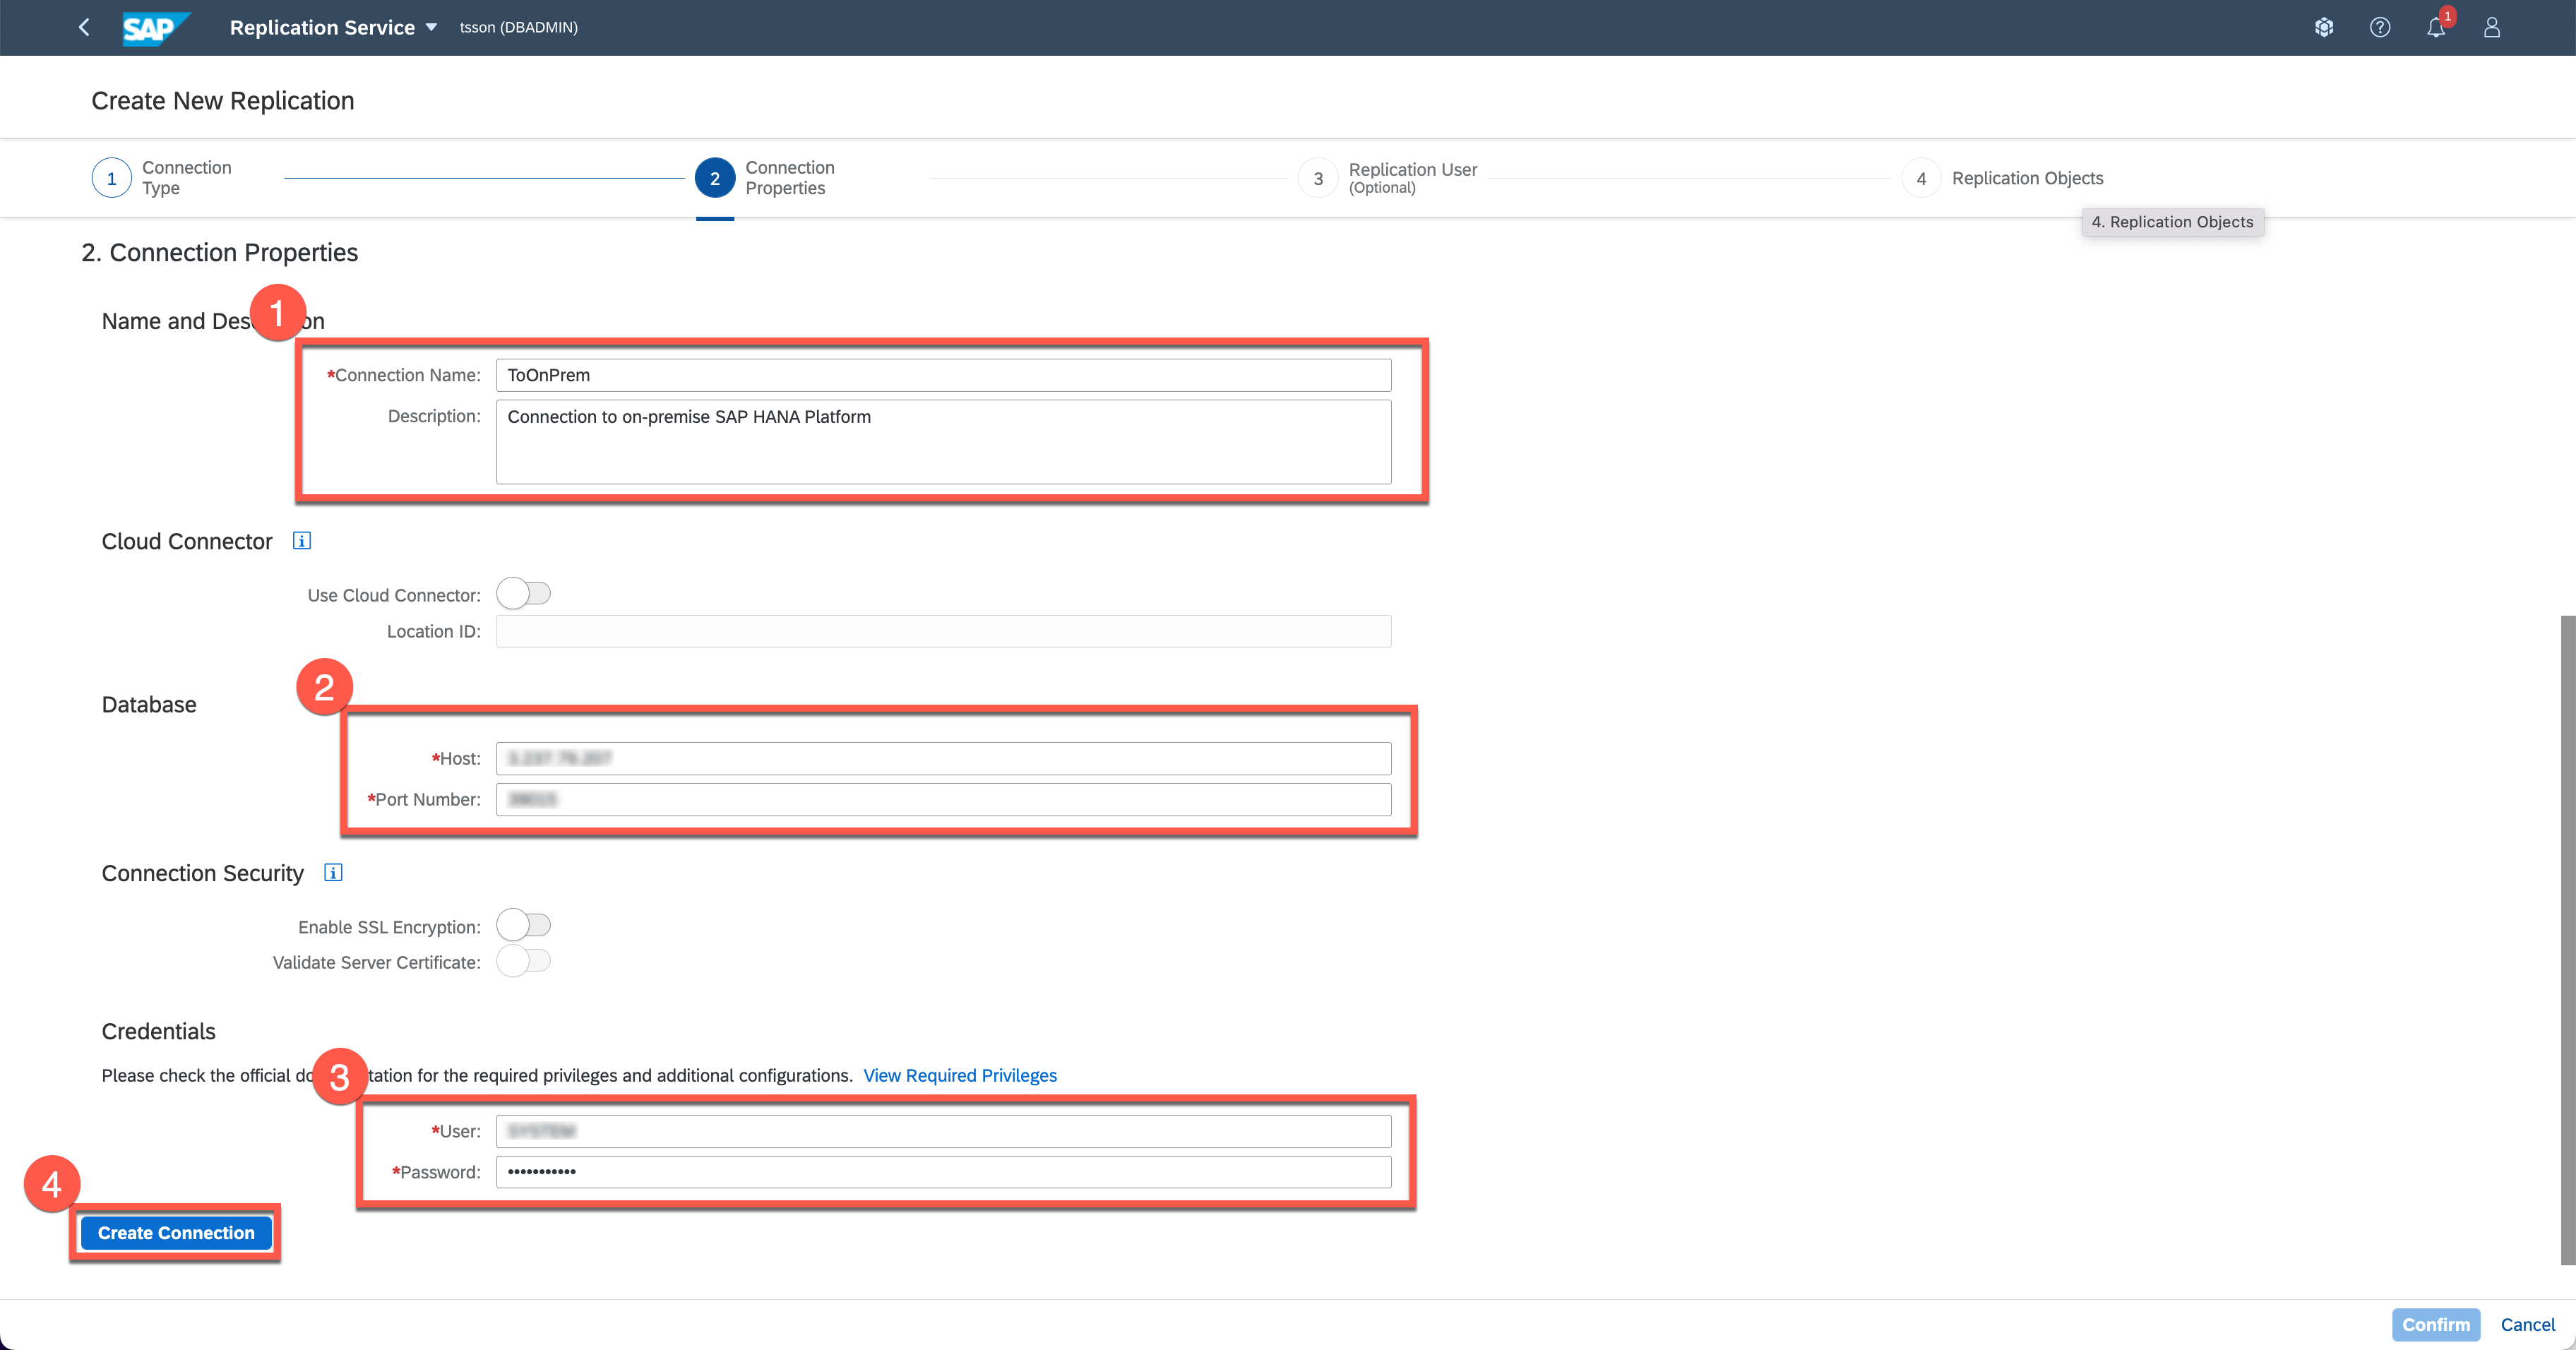 SAP Replication Service tsson (DBADMIN) 1
Create New Replication
1 Connection Type
2 Connection Properties
3 Replication User (Optional)
4 Replication Objects
4. Replication Objects
2. Connection Properties
1
Name and Des on
*Connection Name: ToOnPrem
Description: Connection to on-premise SAP HANA Platform
Cloud Connector
Use Cloud Connector:
Location ID:
2
Database
*Host:
*Port Number:
Connection Security
Enable SSL Encryption:
Validate Server Certificate:
Credentials
3
Please check the official do tation for the required privileges and additional configurations. View Required Privileges
*User:
*Password: •••••••••••
4
Create Connection
Confirm Cancel